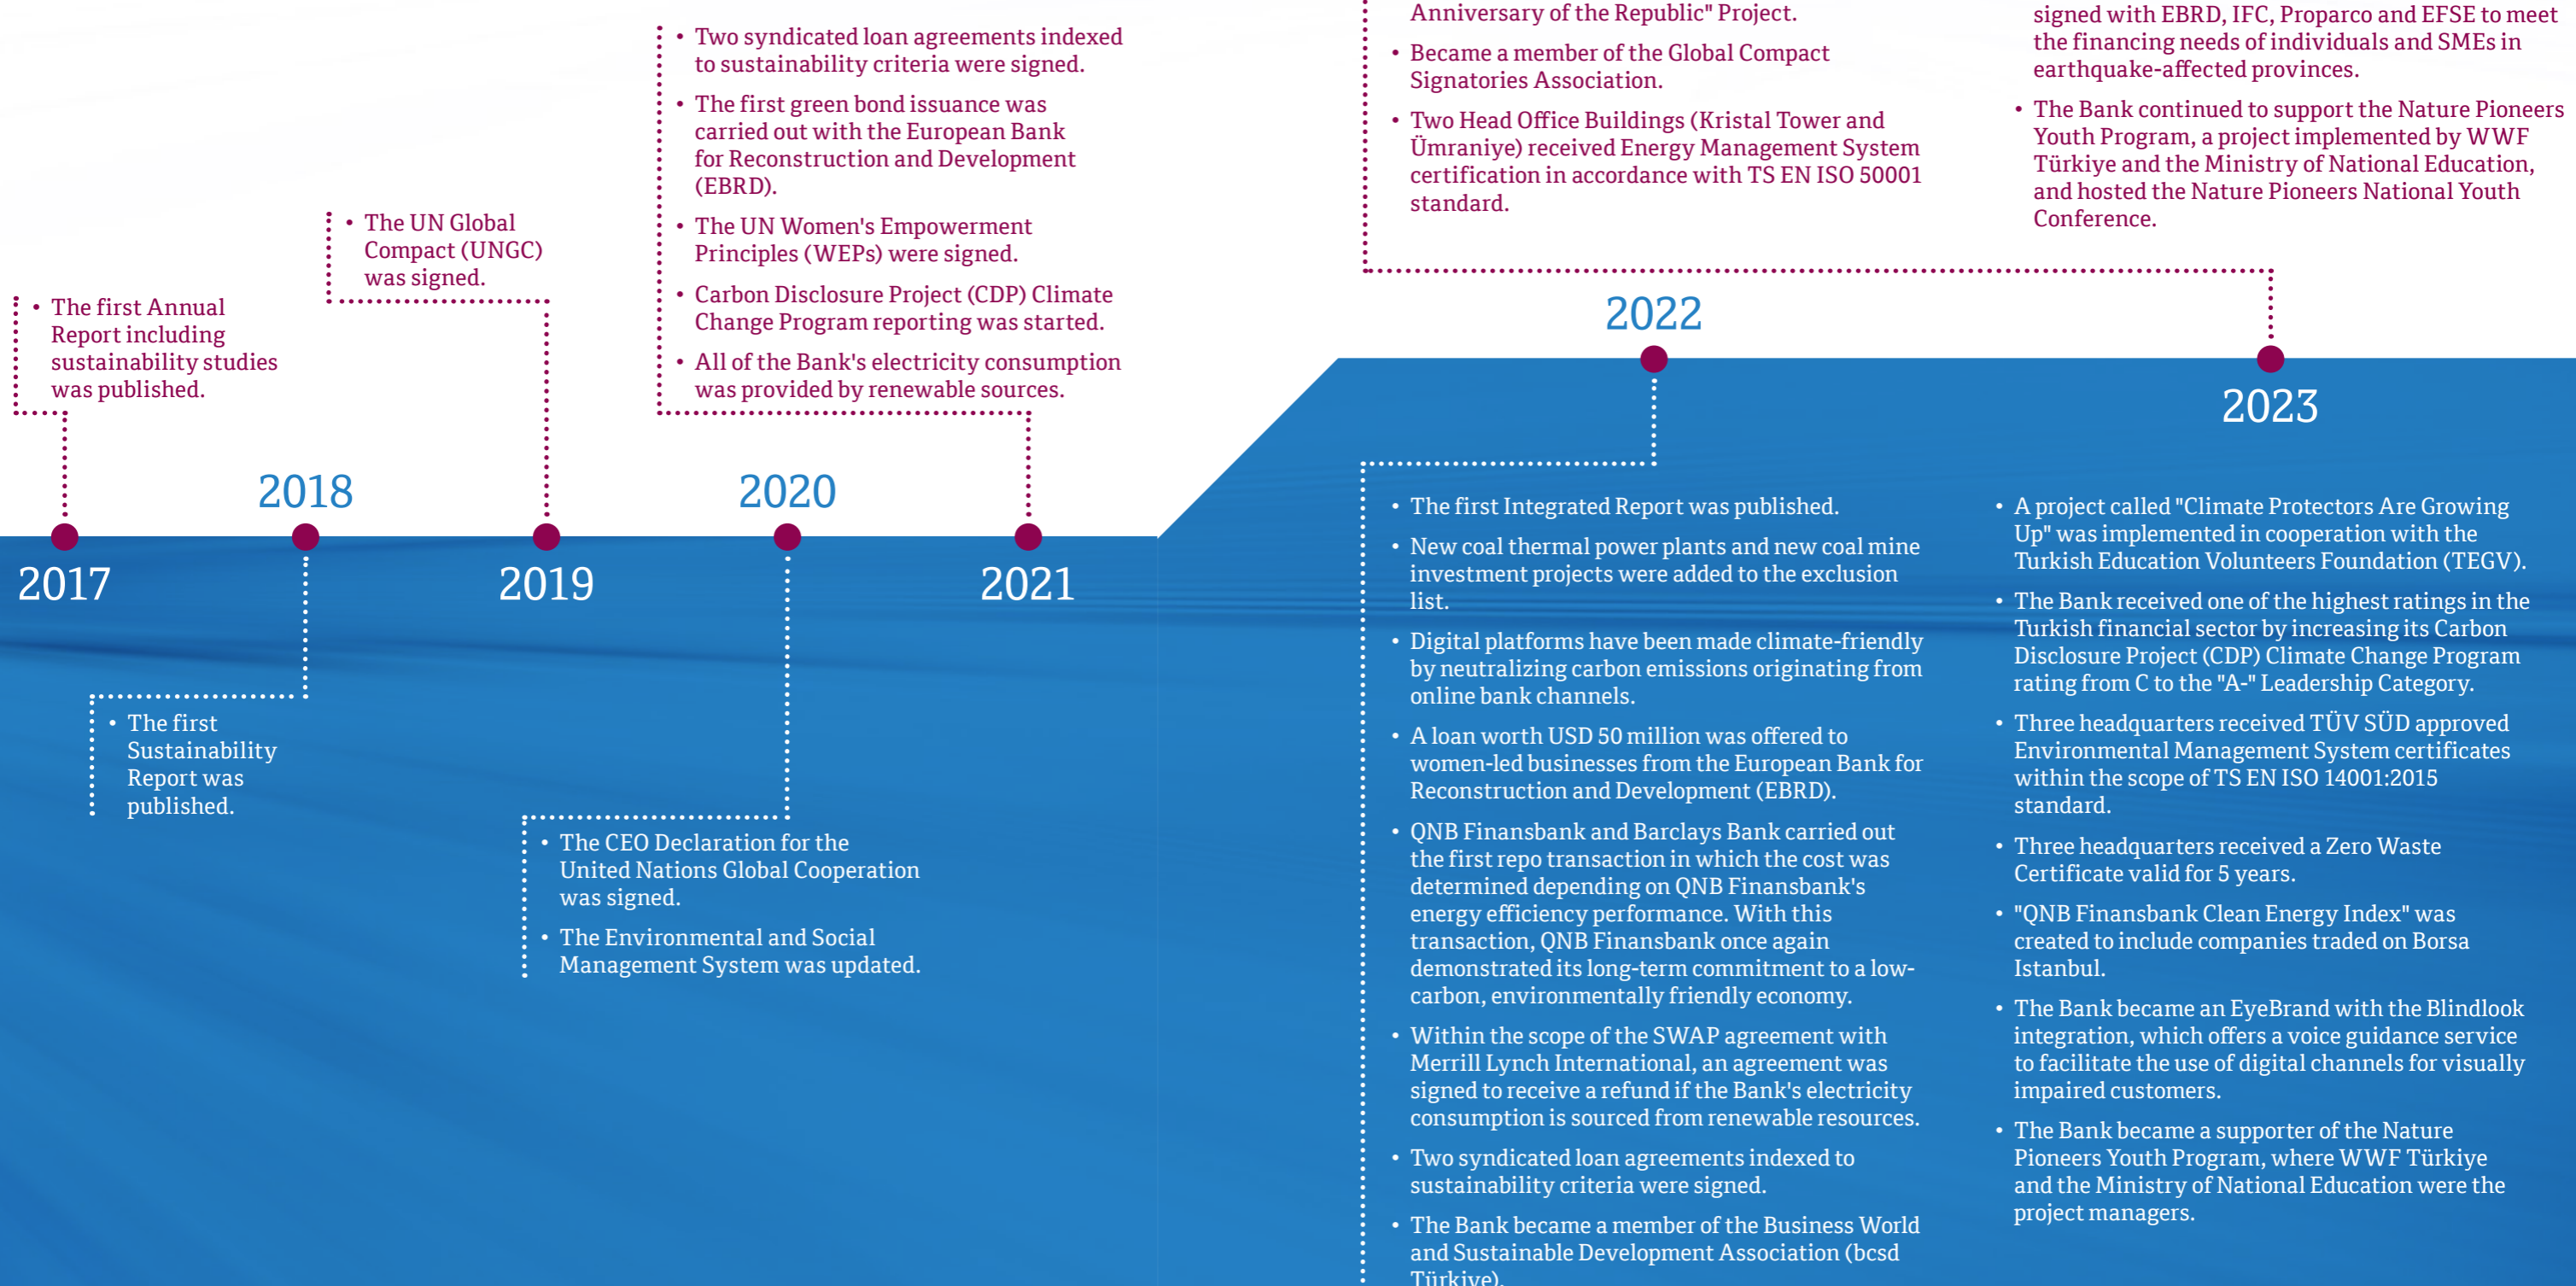 • The first Annual
Report including
sustainability studies
was published.
2017
2018
• The first
Sustainability
Report was
published.
• The UN Global
Compact (UNGC)
was signed.
2019
2020
• The CEO Declaration for the
United Nations Global Cooperation
was signed.
• The Environmental and Social
Management System was updated.
• Two syndicated loan agreements indexed
to sustainability criteria were signed.
• The first green bond issuance was
carried out with the European Bank
for Reconstruction and Development
(EBRD).
• The UN Women's Empowerment
Principles (WEPs) were signed.
• Carbon Disclosure Project (CDP) Climate
Change Program reporting was started.
• All of the Bank's electricity consumption
was provided by renewable sources.
2021
Anniversary of the Republic" Project.
• Became a member of the Global Compact
Signatories Association.
• Two Head Office Buildings (Kristal Tower and
Ümraniye) received Energy Management System
certification in accordance with TS EN ISO 50001
standard.
signed with EBRD, IFC, Proparco and EFSE to meet
the financing needs of individuals and SMEs in
earthquake-affected provinces.
• The Bank continued to support the Nature Pioneers
Youth Program, a project implemented by WWF
Türkiye and the Ministry of National Education,
and hosted the Nature Pioneers National Youth
Conference.
2022
2023
• The first Integrated Report was published.
• New coal thermal power plants and new coal mine
investment projects were added to the exclusion
list.
• Digital platforms have been made climate-friendly
by neutralizing carbon emissions originating from
online bank channels.
• A loan worth USD 50 million was offered to
women-led businesses from the European Bank for
Reconstruction and Development (EBRD).
• QNB Finansbank and Barclays Bank carried out
the first repo transaction in which the cost was
determined depending on QNB Finansbank's
energy efficiency performance. With this
transaction, QNB Finansbank once again
demonstrated its long-term commitment to a low-
carbon, environmentally friendly economy.
• Within the scope of the SWAP agreement with
Merrill Lynch International, an agreement was
signed to receive a refund if the Bank's electricity
consumption is sourced from renewable resources.
• Two syndicated loan agreements indexed to
sustainability criteria were signed.
• The Bank became a member of the Business World
and Sustainable Development Association (bcsd
Türkiye).
• A project called "Climate Protectors Are Growing
Up" was implemented in cooperation with the
Turkish Education Volunteers Foundation (TEGV).
• The Bank received one of the highest ratings in the
Turkish financial sector by increasing its Carbon
Disclosure Project (CDP) Climate Change Program
rating from C to the "A-" Leadership Category.
• Three headquarters received TÜV SÜD approved
Environmental Management System certificates
within the scope of TS EN ISO 14001:2015
standard.
• Three headquarters received a Zero Waste
Certificate valid for 5 years.
• "QNB Finansbank Clean Energy Index" was
created to include companies traded on Borsa
Istanbul.
• The Bank became an EyeBrand with the Blindlook
integration, which offers a voice guidance service
to facilitate the use of digital channels for visually
impaired customers.
• The Bank became a supporter of the Nature
Pioneers Youth Program, where WWF Türkiye
and the Ministry of National Education were the
project managers.